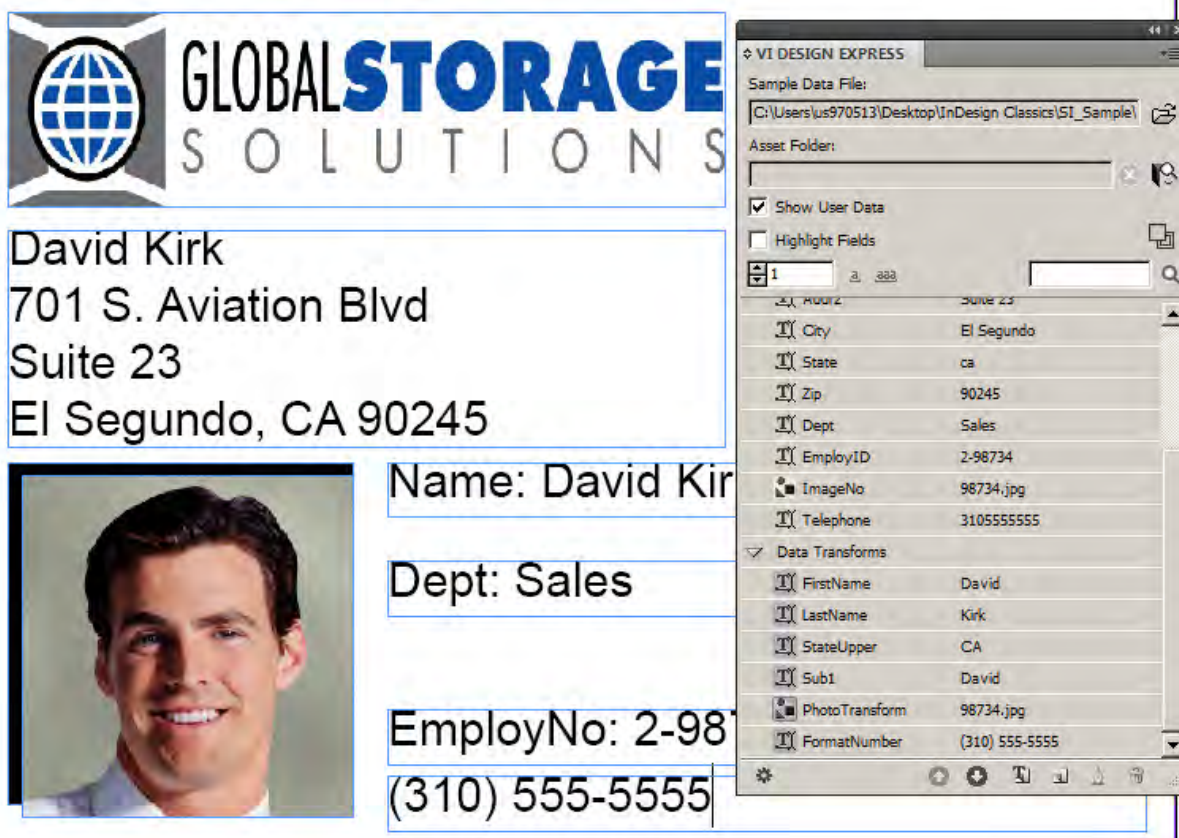 GLOBALSTORAGE
SOLUTIONS
David Kirk
701 S. Aviation Blvd
Suite 23
El Segundo, CA 90245
Name: David Kir
Dept: Sales
EmployNo: 2-98
(310) 555-5555
VI DESIGN EXPRESS
Sample Data File:
C:\Users\us970513\Desktop\InDesign Classics\SI_Sample\
Asset Folder:
Show User Data
Highlight Fields
1 a aaa
Addr2 Suite 23
City El Segundo
State ca
Zip 90245
Dept Sales
EmployID 2-98734
ImageNo 98734.jpg
Telephone 3105555555
Data Transforms
FirstName David
LastName Kirk
StateUpper CA
Sub1 David
PhotoTransform 98734.jpg
FormatNumber (310) 555-5555